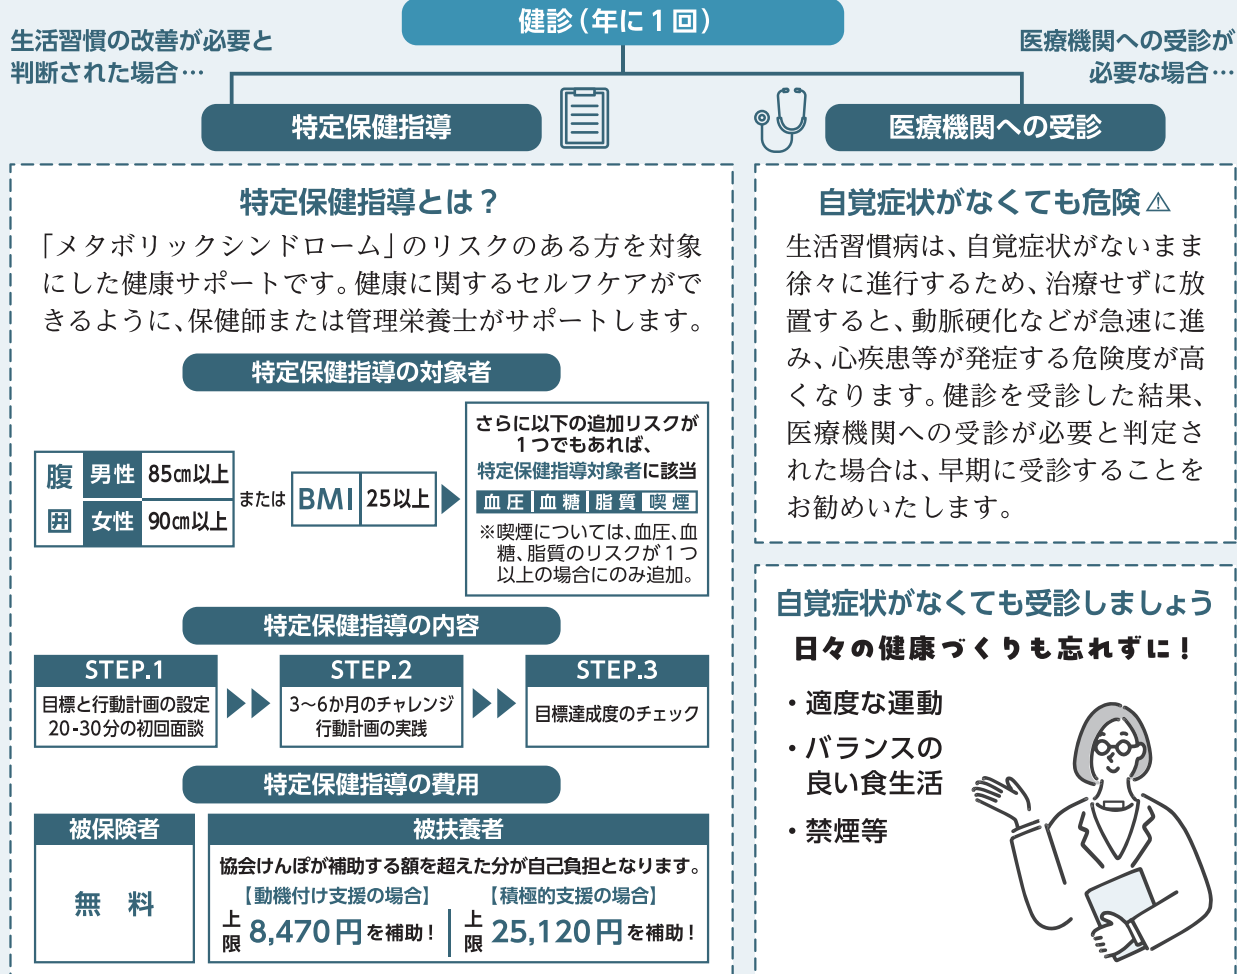 健診（年に1回）
生活習慣の改善が必要と
判断された場合…
医療機関への受診が
必要な場合…
特定保健指導
医療機関への受診
特定保健指導とは？
「メタボリックシンドローム」のリスクのある方を対象
にした健康サポートです。健康に関するセルフケアがで
きるように、保健師または管理栄養士がサポートします。
特定保健指導の対象者
腹囲
男性 85㎝以上
女性 90㎝以上
または
BMI 25以上
さらに以下の追加リスクが
1つでもあれば、
特定保健指導対象者に該当
血圧 血糖 脂質 喫煙
※喫煙については、血圧、血
糖、脂質のリスクが1つ
以上の場合にのみ追加。
特定保健指導の内容
STEP.1
目標と行動計画の設定
20-30分の初回面談
STEP.2
3～6か月のチャレンジ
行動計画の実践
STEP.3
目標達成度のチェック
特定保健指導の費用
被保険者
無料
被扶養者
協会けんぽが補助する額を超えた分が自己負担となります。
【動機付け支援の場合】
上限 8,470円を補助！
【積極的支援の場合】
上限 25,120円を補助！
自覚症状がなくても危険⚠
生活習慣病は、自覚症状がないまま
徐々に進行するため、治療せずに放
置すると、動脈硬化などが急速に進
み、心疾患等が発症する危険度が高
くなります。健診を受診した結果、
医療機関への受診が必要と判定さ
れた場合は、早期に受診することを
お勧めいたします。
自覚症状がなくても受診しましょう
日々の健康づくりも忘れずに！
・適度な運動
・バランスの
良い食生活
・禁煙等